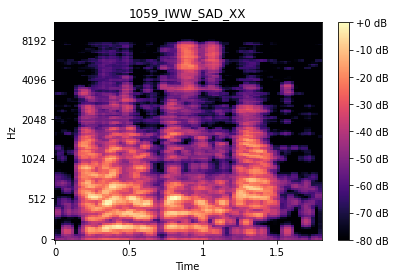 1059_IWW_SAD_XX
8192
4096
2048
1024
512
0
Hz
0
0.5
1
1.5
Time
+0 dB
-10 dB
-20 dB
-30 dB
-40 dB
-50 dB
-60 dB
-70 dB
-80 dB